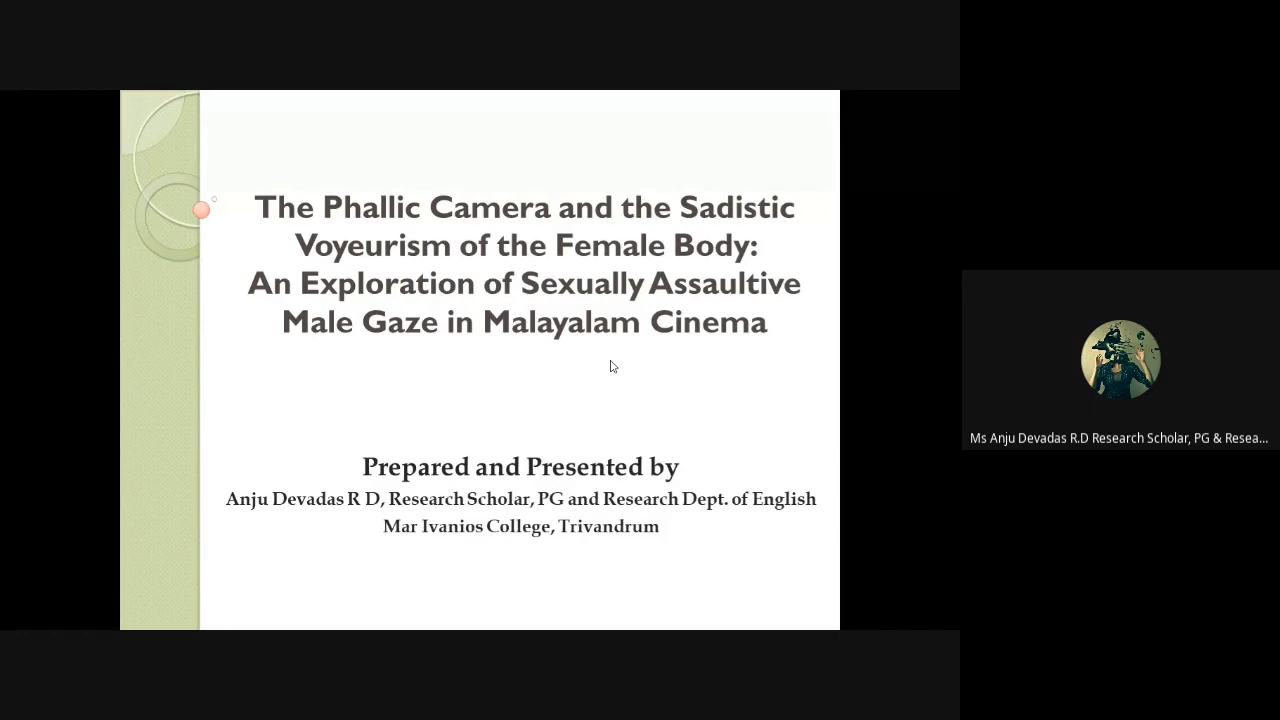 The Phallic Camera and the Sadistic
Voyeurism of the Female Body:
An Exploration of Sexually Assaultive
Male Gaze in Malayalam Cinema
Prepared and Presented by
Anju Devadas R D, Research Scholar, PG and Research Dept. of English
Mar Ivanios College, Trivandrum
Ms Anju Devadas R.D Research Scholar, PG & Resea...